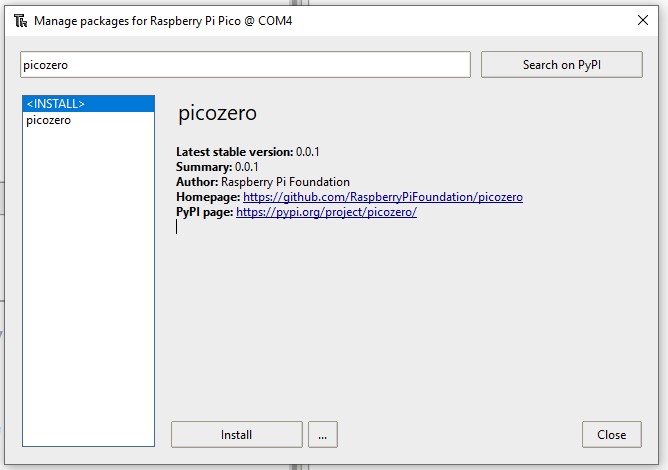 Manage packages for Raspberry Pi Pico @ COM4
picozero
Search on PyPI
<INSTALL>
picozero
picozero
Latest stable version: 0.0.1
Summary: 0.0.1
Author: Raspberry Pi Foundation
Homepage: https://github.com/RaspberryPiFoundation/picozero
PyPI page: https://pypi.org/project/picozero/
Install
...
Close